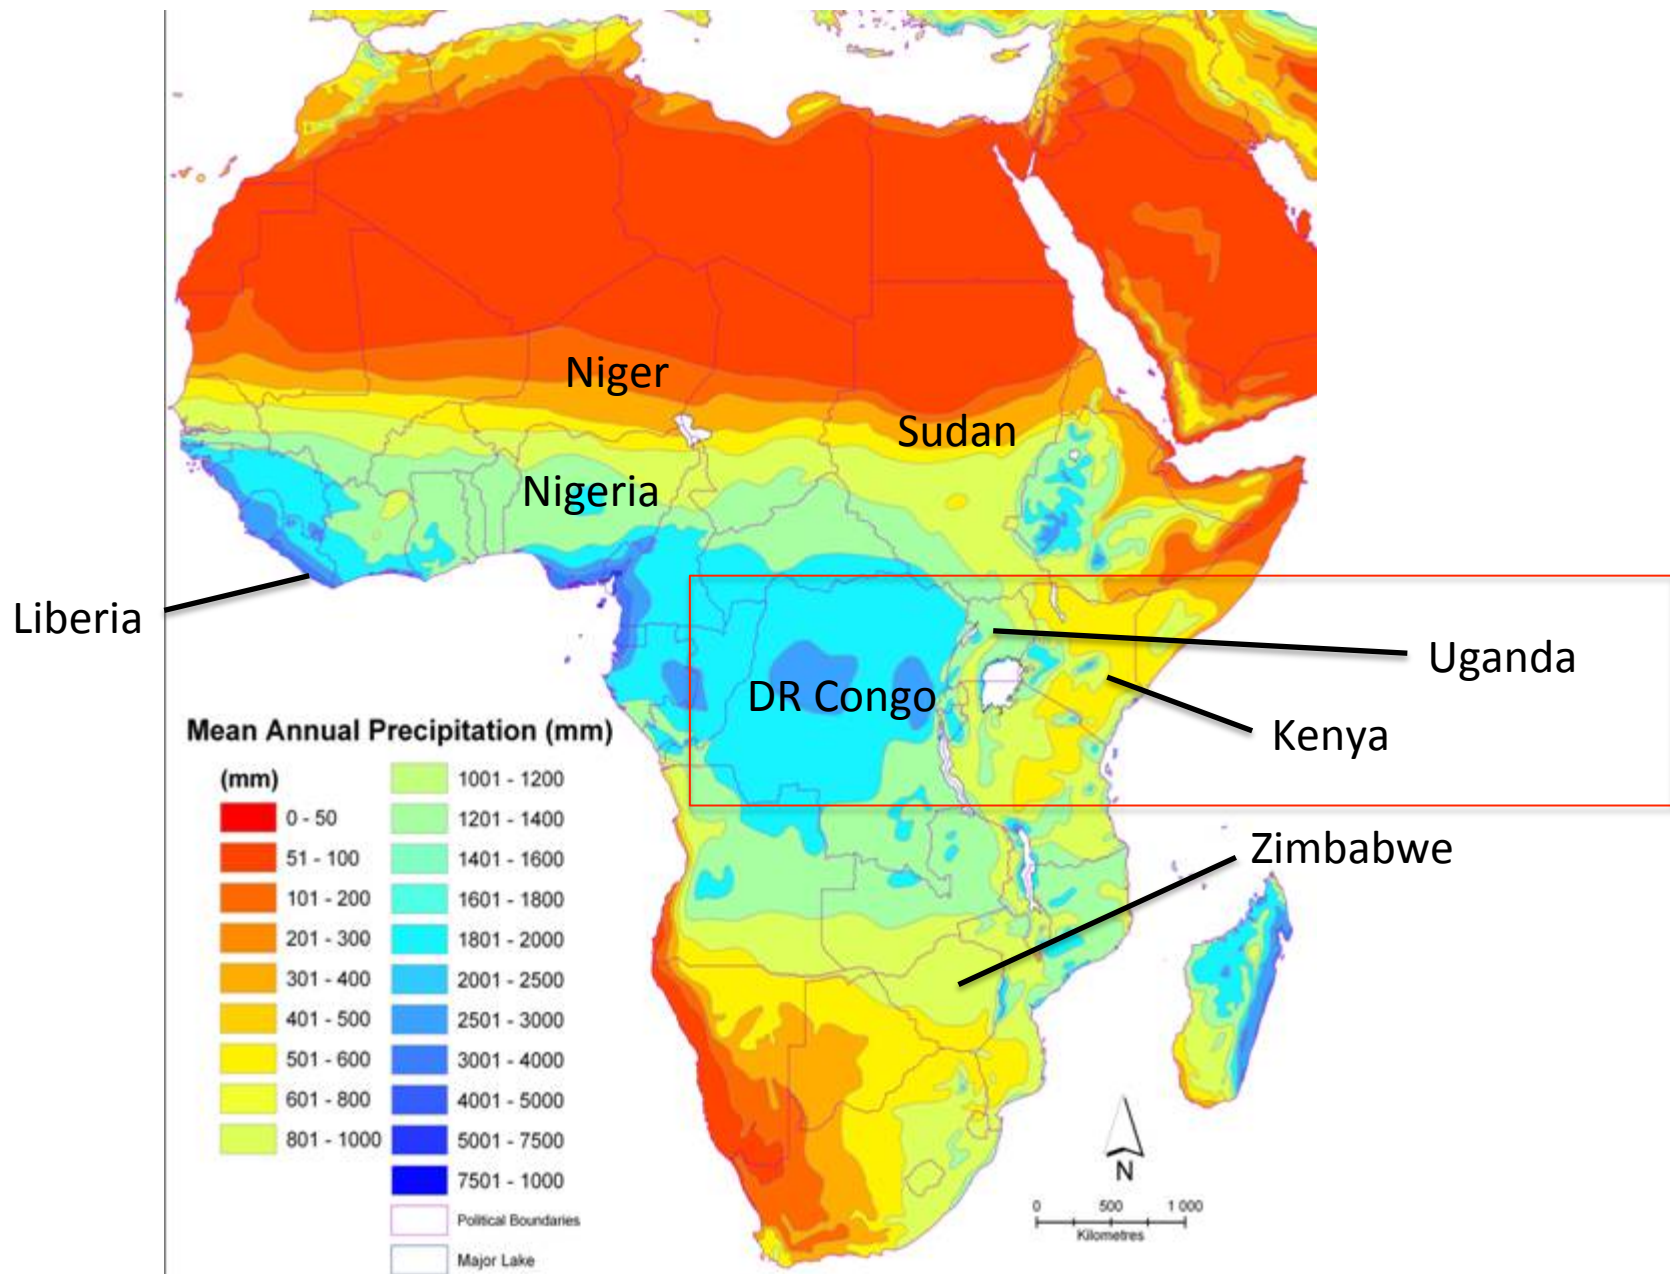 Niger
Sudan
Nigeria
Liberia
Uganda
DR Congo
Kenya
Zimbabwe
Mean Annual Precipitation (mm)
(mm)
0 - 50
51 - 100
101 - 200
201 - 300
301 - 400
401 - 500
501 - 600
601 - 800
801 - 1000
1001 - 1200
1201 - 1400
1401 - 1600
1601 - 1800
1801 - 2000
2001 - 2500
2501 - 3000
3001 - 4000
4001 - 5000
5001 - 7500
7501 - 1000
Political Boundaries
Major Lake
N
0 500 1 000
Kilometres